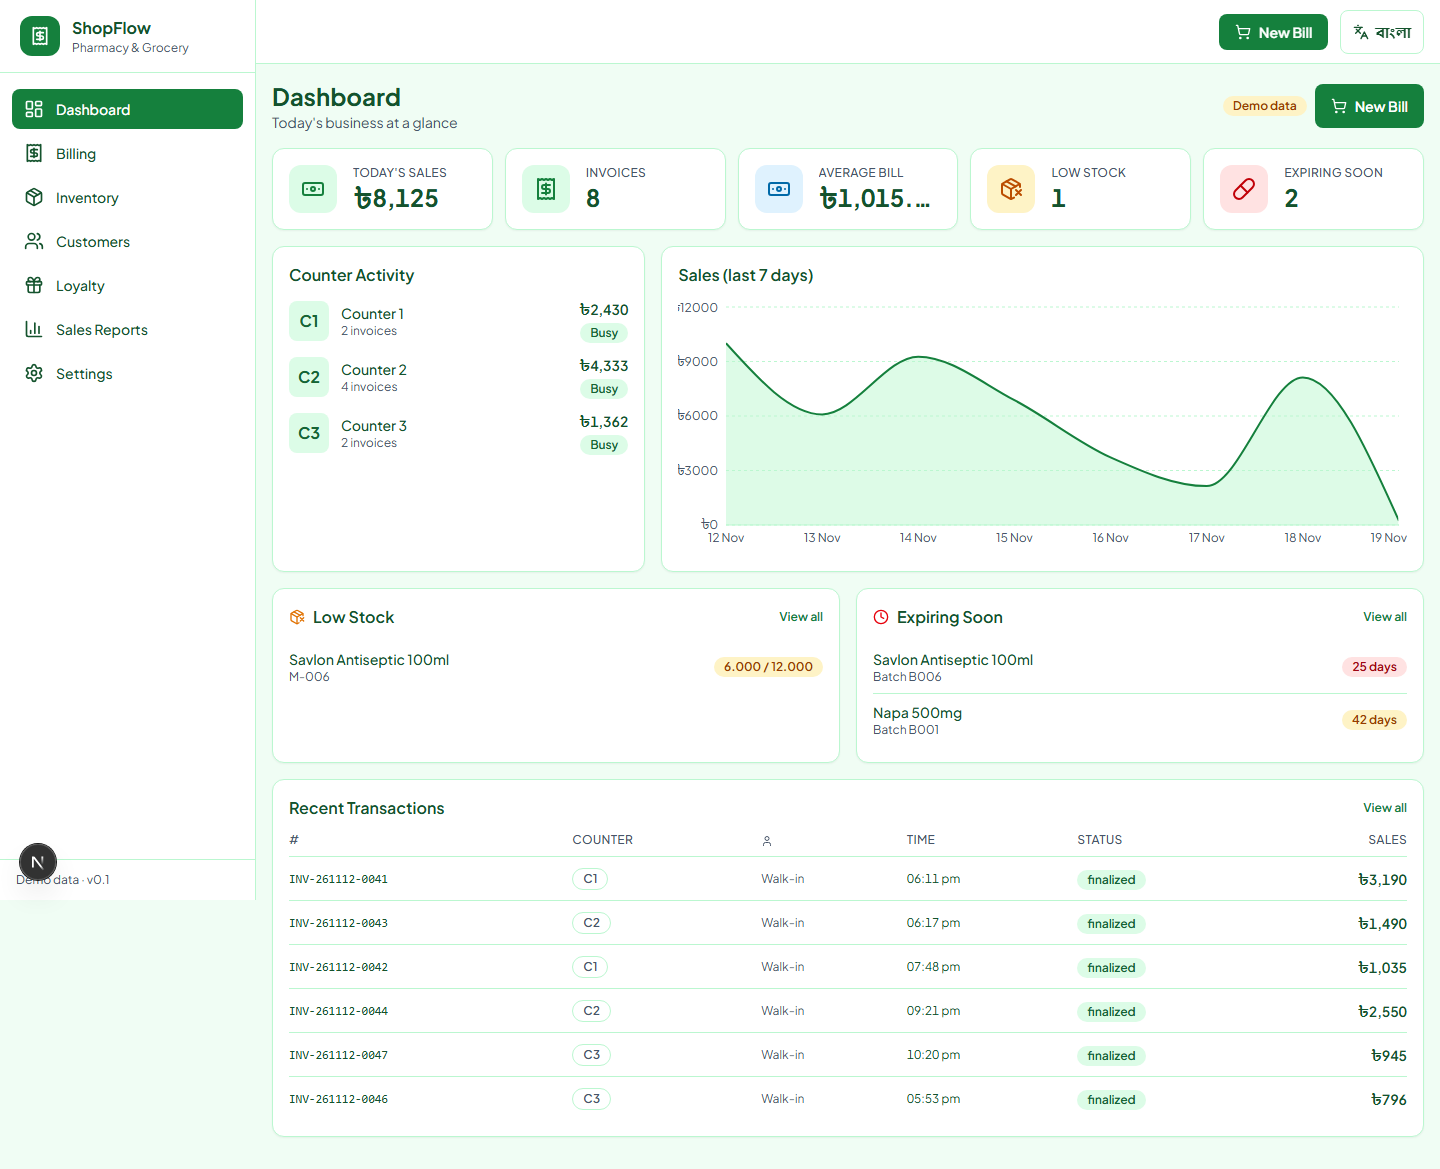 ShopFlow
Pharmacy & Grocery
New Bill
বাংলা
Dashboard
Billing
Inventory
Customers
Loyalty
Sales Reports
Settings
N
Demo data · v0.1
Dashboard
Today's business at a glance
Demo data
New Bill
TODAY'S SALES
৳8,125
INVOICES
8
AVERAGE BILL
৳1,015....
LOW STOCK
1
EXPIRING SOON
2
Counter Activity
C1
Counter 1
2 invoices
৳2,430
Busy
C2
Counter 2
4 invoices
৳4,333
Busy
C3
Counter 3
2 invoices
৳1,362
Busy
Sales (last 7 days)
৳12000
৳9000
৳6000
৳3000
৳0
12 Nov 13 Nov 14 Nov 15 Nov 16 Nov 17 Nov 18 Nov 19 Nov
Low Stock
View all
Savlon Antiseptic 100ml
M-006
6.000 / 12.000
Expiring Soon
View all
Savlon Antiseptic 100ml
Batch B006
25 days
Napa 500mg
Batch B001
42 days
Recent Transactions
View all
# COUNTER TIME STATUS SALES
INV-261112-0041 C1 Walk-in 06:11 pm finalized ৳3,190
INV-261112-0043 C2 Walk-in 06:17 pm finalized ৳1,490
INV-261112-0042 C1 Walk-in 07:48 pm finalized ৳1,035
INV-261112-0044 C2 Walk-in 09:21 pm finalized ৳2,550
INV-261112-0047 C3 Walk-in 10:20 pm finalized ৳945
INV-261112-0046 C3 Walk-in 05:53 pm finalized ৳796